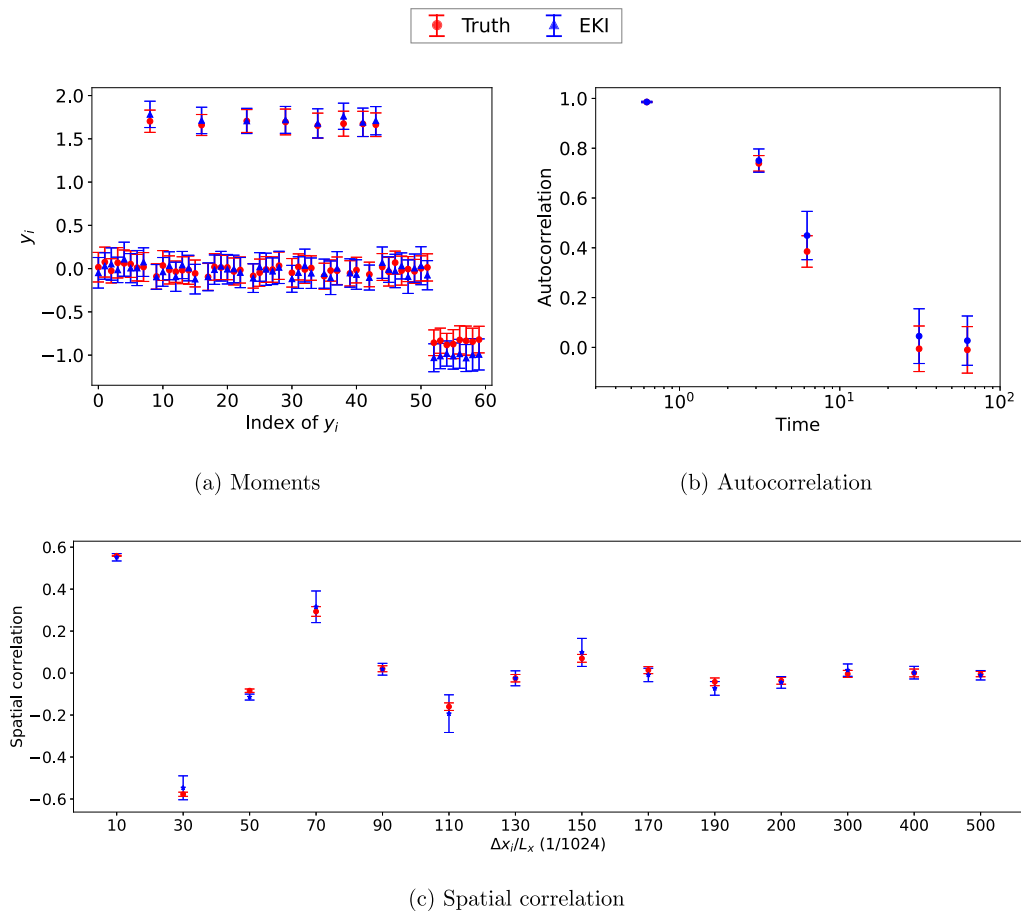 Truth EKI
2.0
1.5
1.0
0.5
0.0
−0.5
−1.0
y_i
0 10 20 30 40 50 60
Index of y_i
(a) Moments
1.0
0.8
0.6
0.4
0.2
0.0
Autocorrelation
10^0 10^1 10^2
Time
(b) Autocorrelation
0.6
0.4
0.2
0.0
−0.2
−0.4
−0.6
Spatial correlation
10 30 50 70 90 110 130 150 170 190 200 300 400 500
Δx_i/L_x (1/1024)
(c) Spatial correlation